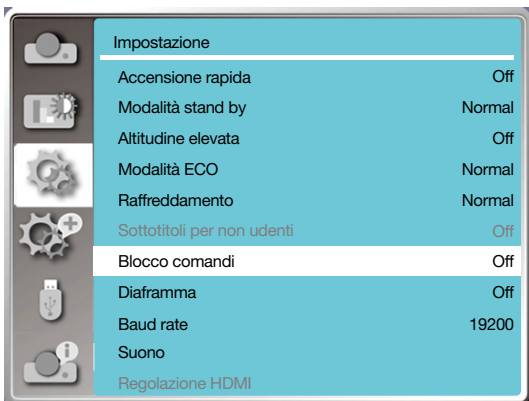 Impostazione
Accensione rapida Off
Modalità stand by Normal
Altitudine elevata Off
Modalità ECO Normal
Raffreddamento Normal
Sottotitoli per non udenti Off
Blocco comandi Off
Diaframma Off
Baud rate 19200
Suono
Regolazione HDMI